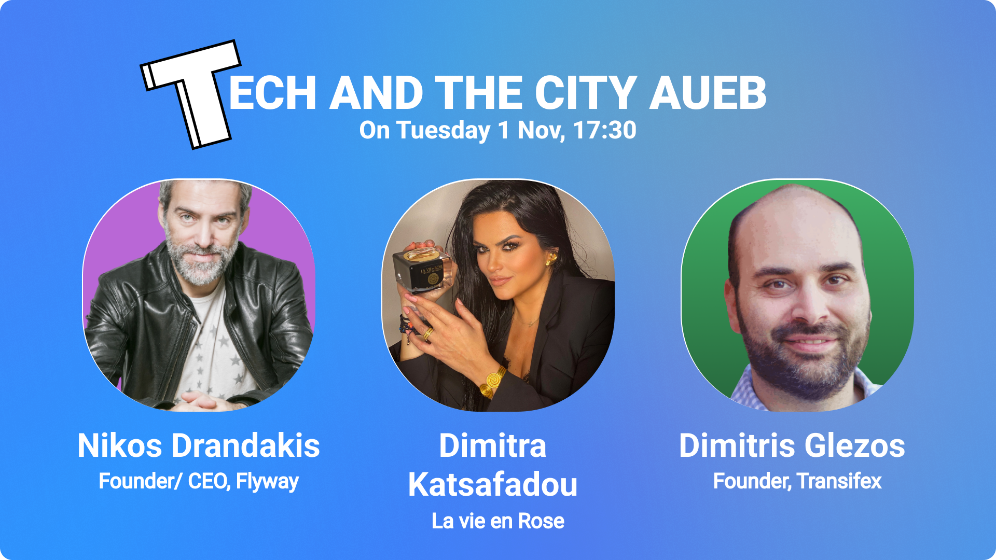 TECH AND THE CITY AUEB
On Tuesday 1 Nov, 17:30
Nikos Drandakis
Founder/ CEO, Flyway
Dimitra
Katsafadou
La vie en Rose
Dimitris Glezos
Founder, Transifex